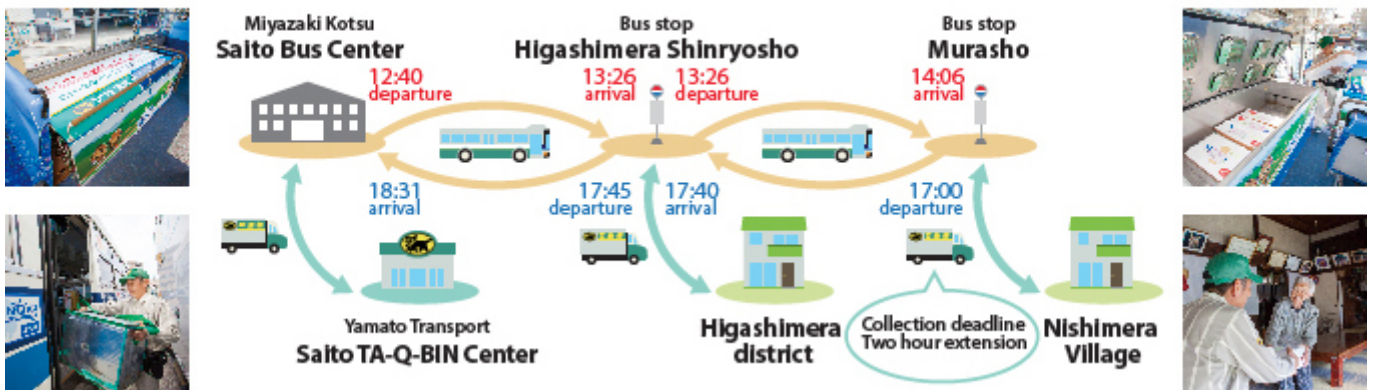 Miyazaki Kotsu
Saito Bus Center
Bus stop
Higashimera Shinryosho
Bus stop
Murasho
12:40
departure
13:26
arrival
13:26
departure
14:06
arrival
18:31
arrival
17:45
departure
17:40
arrival
17:00
departure
Yamato Transport
Saito TA-Q-BIN Center
Higashimera
district
Collection deadline
Two hour extension
Nishimera
Village